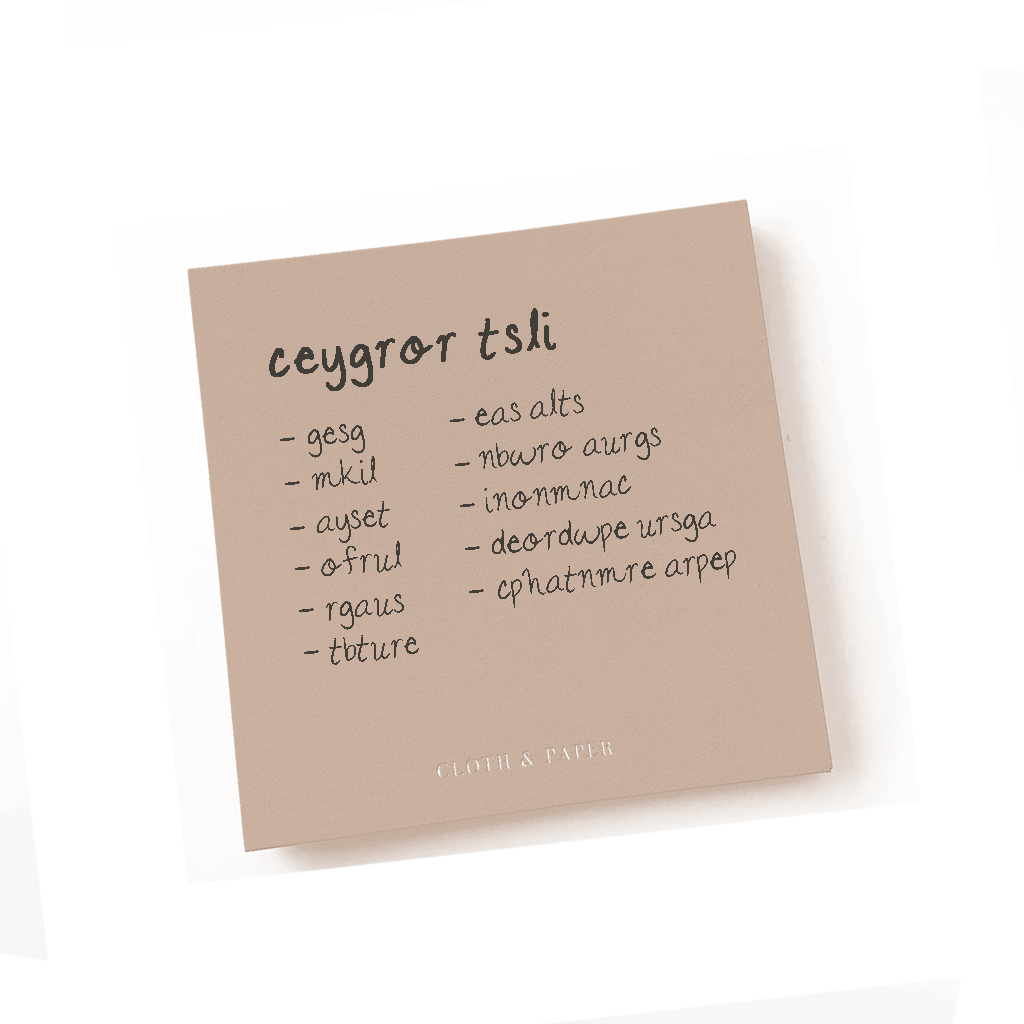 ceygror tsli
- gesg
- mkil
- ayset
- ofrul
- rgaus
- tbture
- eas alts
- nbwro aurgs
- inonmnac
- deordwpe ursga
- cphatnmre arpep
CLOTH & PAPER